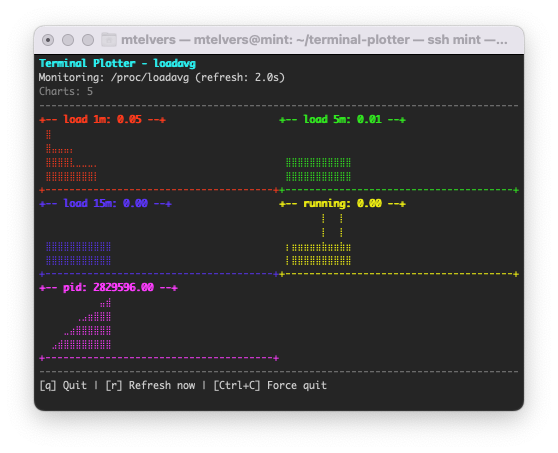 mtelvers — mtelvers@mint: ~/terminal-plotter — ssh mint —...
Terminal Plotter - loadavg
Monitoring: /proc/loadavg (refresh: 2.0s)
Charts: 5
+-- load 1m: 0.05 --+ +-- load 5m: 0.01 --+
+-- load 15m: 0.00 --+ +-- running: 0.00 --+
+-- pid: 2829596.00 --+
[q] Quit | [r] Refresh now | [Ctrl+C] Force quit